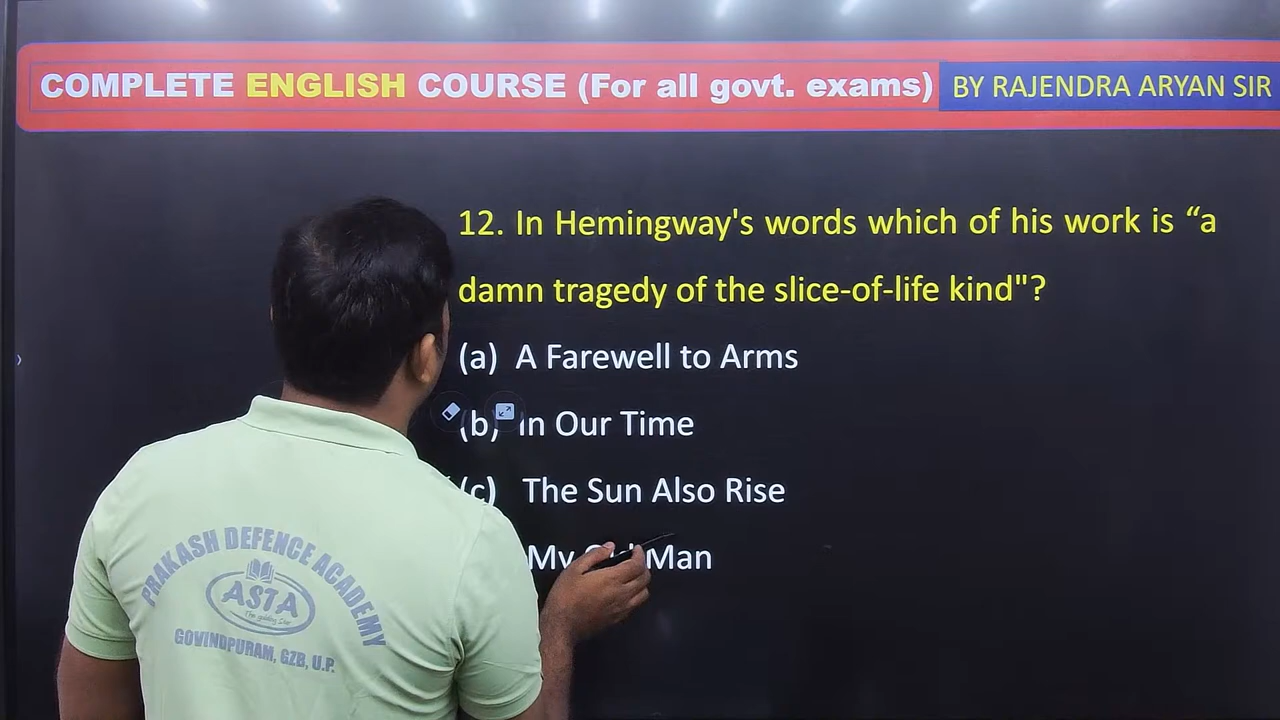 COMPLETE ENGLISH COURSE (For all govt. exams) BY RAJENDRA ARYAN SIR
12. In Hemingway's words which of his work is “a
damn tragedy of the slice-of-life kind"?
(a) A Farewell to Arms
(b) In Our Time
(c) The Sun Also Rise
My Old Man
PRAKASH DEFENCE ACADEMY
ASTA
GOVINDPURAM, GZB, U.P.